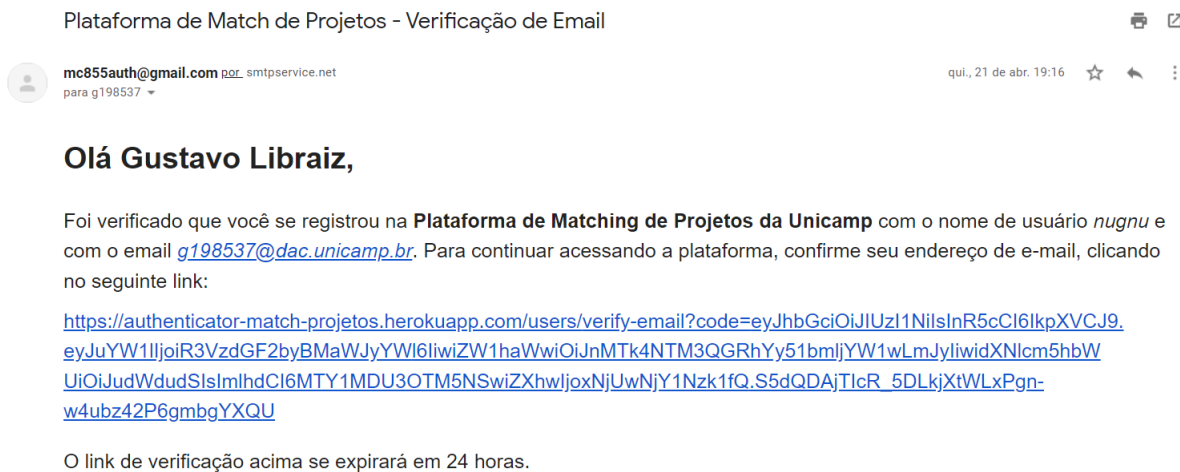 Plataforma de Match de Projetos - Verificação de Email
mc855auth@gmail.com por smtpservice.net
qui., 21 de abr. 19:16
para g198537
Olá Gustavo Libraiz,
Foi verificado que você se registrou na Plataforma de Matching de Projetos da Unicamp com o nome de usuário nugnu e
com o email g198537@dac.unicamp.br. Para continuar acessando a plataforma, confirme seu endereço de e-mail, clicando
no seguinte link:
https://authenticator-match-projetos.herokuapp.com/users/verify-email?code=eyJhbGciOiJIUzI1NiIsInR5cCI6IkpXVCJ9.
eyJuYW1lIjoiR3VzdGF2byBMaWJyYWl6IiwiZW1haWwiOiJnMTk4NTM3QGRhYy51bmljYW1wLmJyIiwidXNlcm5hbW
UiOiJudWdudSIsImlhdCI6MTY1MDU3OTM5NSwiZXhwIjoxNjUwNjY1Nzk1fQ.S5dQDAjTIcR_5DLkjXtWLxPgn-
w4ubz42P6gmbgYXQU
O link de verificação acima se expirará em 24 horas.